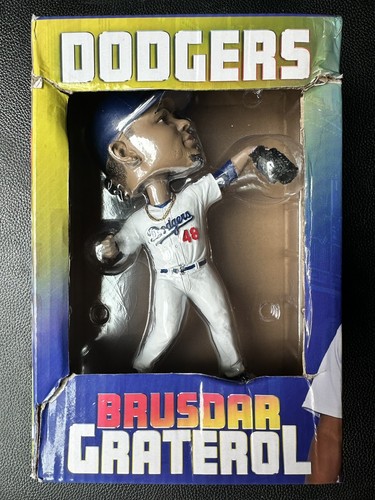 DODGERS
Dodgers
48
BRUSDAR
GRATEROL